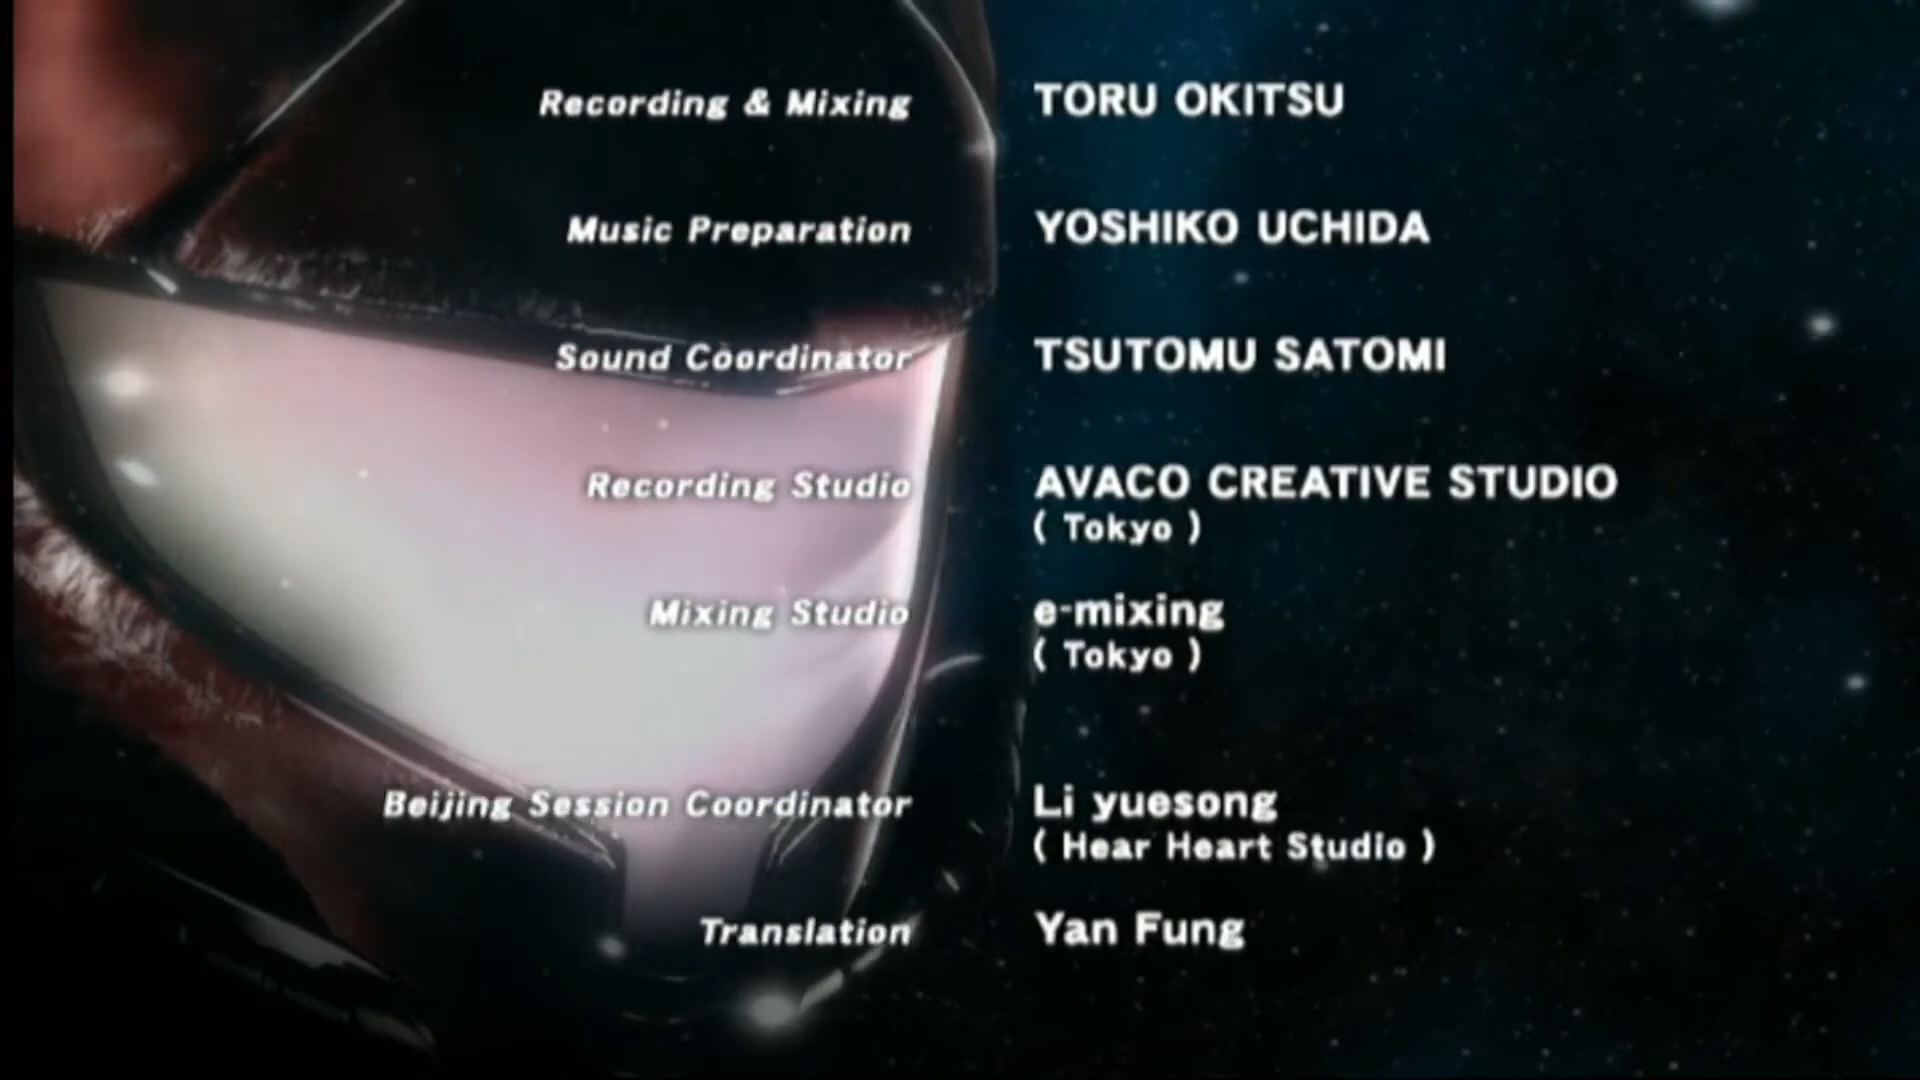 Recording & Mixing TORU OKITSU
Music Preparation YOSHIKO UCHIDA
Sound Coordinator TSUTOMU SATOMI
Recording Studio AVACO CREATIVE STUDIO
( Tokyo )
Mixing Studio e-mixing
( Tokyo )
Beijing Session Coordinator Li yuesong
( Hear Heart Studio )
Translation Yan Fung